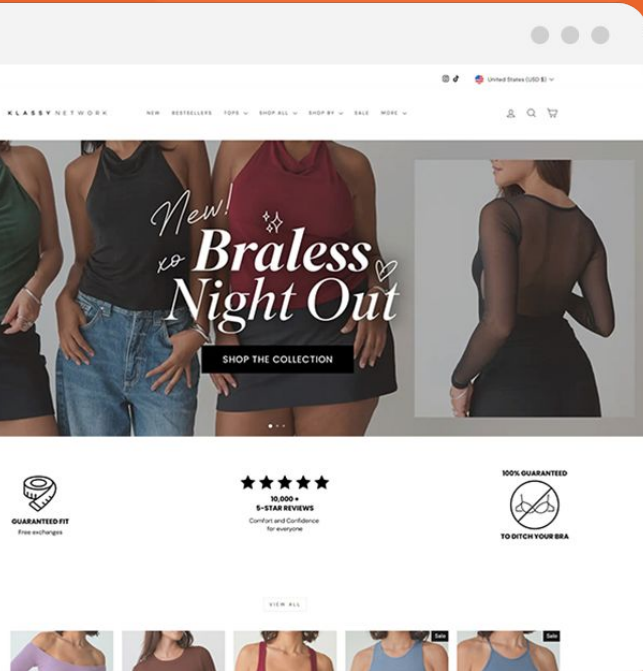 United States (USD $)
KLASSY NETWORK
NEW BESTSELLERS TOPS SHOP ALL SHOP BY SALE MORE
New!
xo Braless
Night Out
SHOP THE COLLECTION
GUARANTEED FIT
Free exchanges
10,000+
5-STAR REVIEWS
Comfort and Confidence
for everyone
100% GUARANTEED
TO DITCH YOUR BRA
VIEW ALL
Sale
Sale